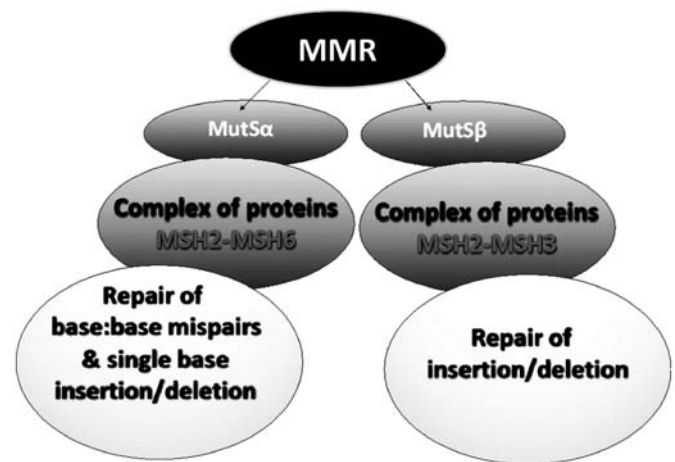 MMR
MutSα
MutSβ
Complex of proteins
MSH2-MSH6
Complex of proteins
MSH2-MSH3
Repair of
base:base mispairs
& single base
insertion/deletion
Repair of
insertion/deletion